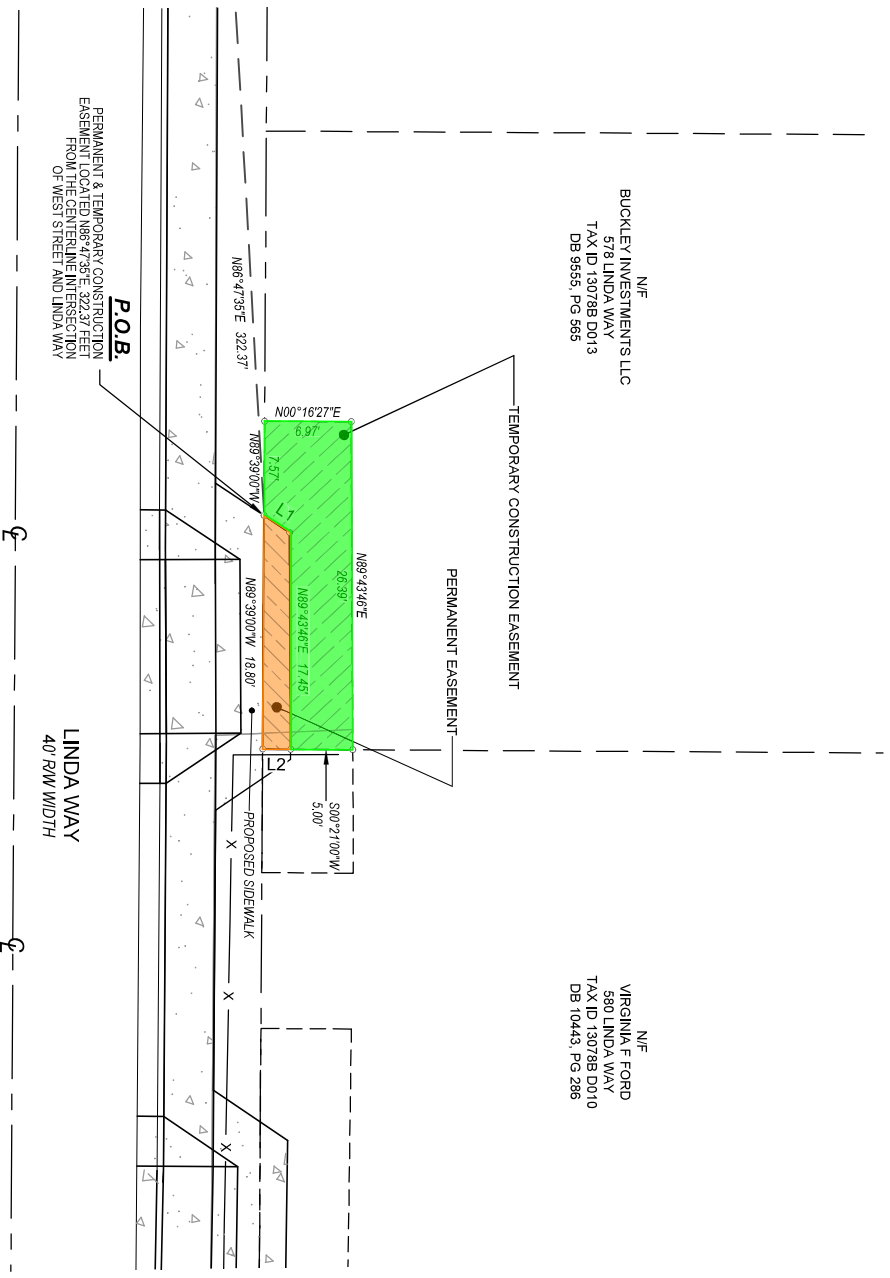 N/F
BUCKLEY INVESTMENTS LLC
578 LINDA WAY
TAX ID 13078B D013
DB 9555, PG 565
N/F
VIRGINIA F FORD
580 LINDA WAY
TAX ID 13078B D010
DB 10443, PG 286
TEMPORARY CONSTRUCTION EASEMENT
PERMANENT EASEMENT
N00°16'27"E
6.97'
N89°43'46"E
26.39'
S00°21'00"W
5.00'
N86°47'35"E 322.37'
N89°39'00"W
7.57'
L1
N89°43'46"E 17.45'
N89°39'00"W 18.80'
L2
PROPOSED SIDEWALK
X
X
X
P.O.B.
PERMANENT & TEMPORARY CONSTRUCTION
EASEMENT LOCATED N86°47'35"E, 322.37 FEET
FROM THE CENTERLINE INTERSECTION
OF WEST STREET AND LINDA WAY
LINDA WAY
40' R/W WIDTH
CL
CL